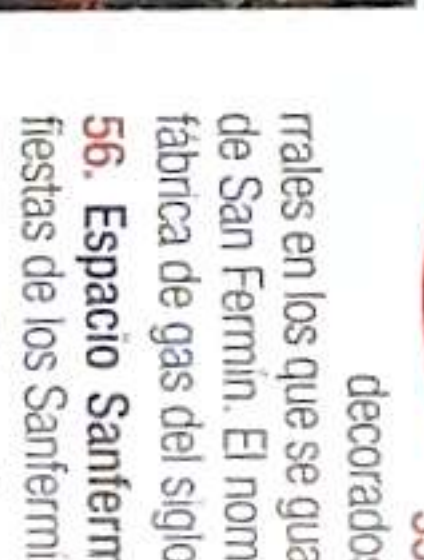 decorado
rrales en los que se gua
de San Fermín. El nom
fábrica de gas del siglo
56. Espacio Sanferm
fiestas de los Sanfermi